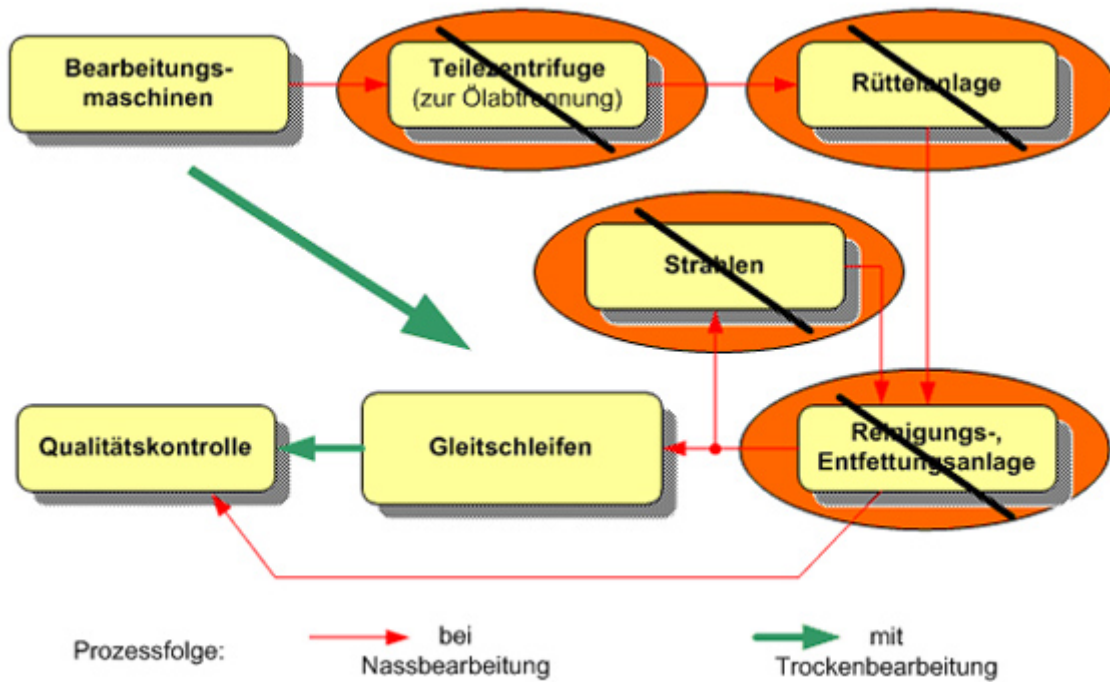 Bearbeitungs-
maschinen
Teilezentrifuge
(zur Ölabtrennung)
Rüttelanlage
Strahlen
Qualitätskontrolle
Gleitschleifen
Reinigungs-,
Entfettungsanlage
Prozessfolge:
bei
Nassbearbeitung
mit
Trockenbearbeitung